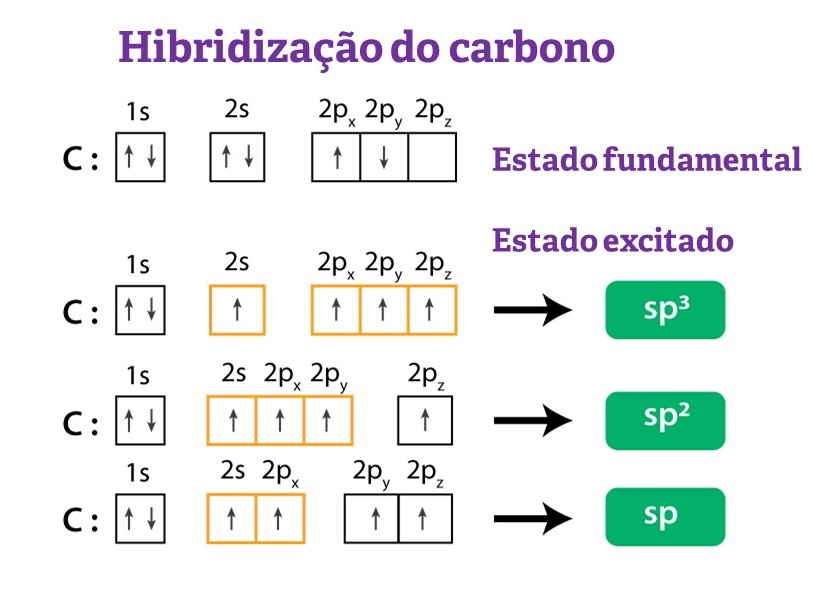 Hibridização do carbono
1s 2s 2px 2py 2pz
C: ↑ ↓ ↑ ↓ ↑ ↓ Estado fundamental
Estado excitado
1s 2s 2px 2py 2pz
C: ↑ ↓ ↑ ↑ ↑ ↑ sp³
1s 2s 2px 2py 2pz
C: ↑ ↓ ↑ ↑ ↑ ↑ sp²
1s 2s 2px 2py 2pz
C: ↑ ↓ ↑ ↑ ↑ ↑ sp